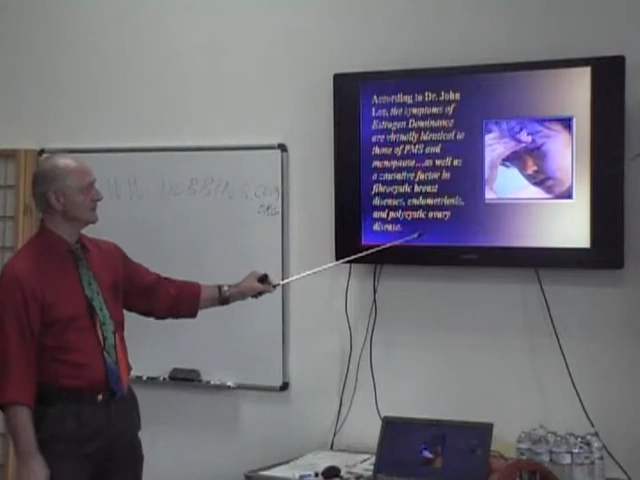 According to Dr. John
Lee, the symptoms of
Estrogen Dominance
are virtually identical to
those of PMS and
menopause...as well as
a causative factor in
fibrocystic breast
diseases, endometriosis,
and polycystic ovary
disease.